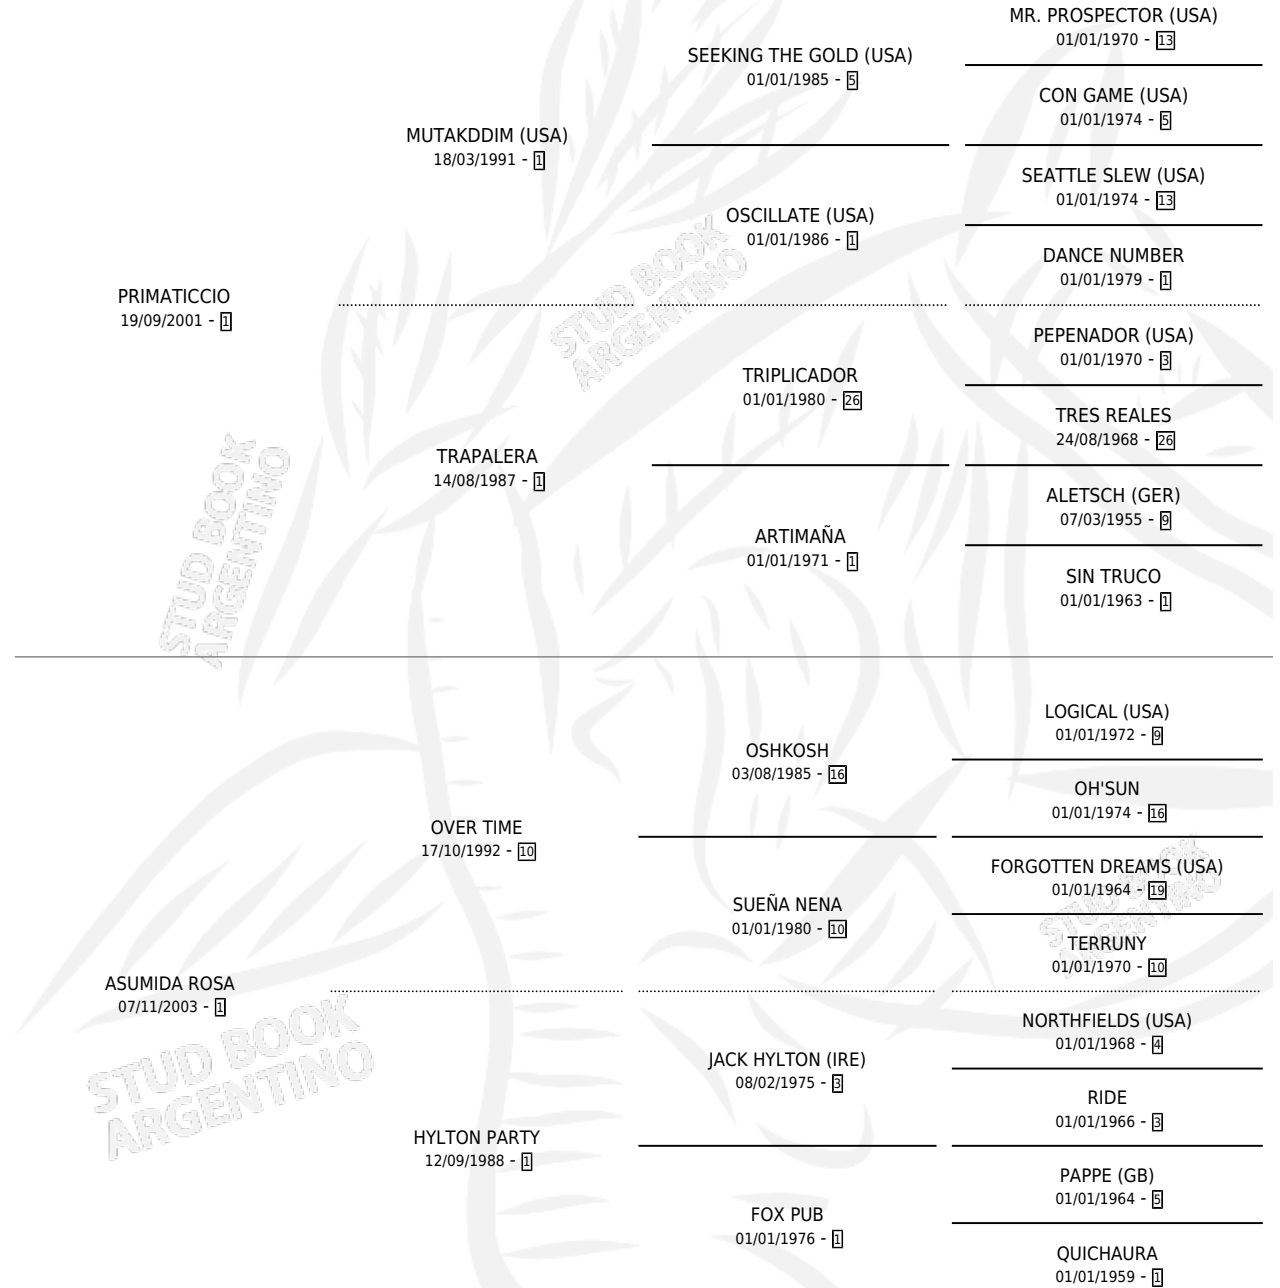 MR. PROSPECTOR (USA)
01/01/1970 - 13
SEEKING THE GOLD (USA)
01/01/1985 - 5
CON GAME (USA)
01/01/1974 - 5
MUTAKDDIM (USA)
18/03/1991 - 1
SEATTLE SLEW (USA)
01/01/1974 - 13
OSCILLATE (USA)
01/01/1986 - 1
DANCE NUMBER
01/01/1979 - 1
PRIMATICCIO
19/09/2001 - 1
STUD BOOK
ARGENTINO
PEPENADOR (USA)
01/01/1970 - 3
TRIPLICADOR
01/01/1980 - 26
TRES REALES
24/08/1968 - 26
TRAPALERA
14/08/1987 - 1
ALETSCH (GER)
07/03/1955 - 9
ARTIMAÑA
01/01/1971 - 1
SIN TRUCO
01/01/1963 - 1
STUD BOOK
ARGENTINO
LOGICAL (USA)
01/01/1972 - 9
OSHKOSH
03/08/1985 - 16
OH'SUN
01/01/1974 - 16
OVER TIME
17/10/1992 - 10
FORGOTTEN DREAMS (USA)
01/01/1964 - 19
SUEÑA NENA
01/01/1980 - 10
TERRUNY
01/01/1970 - 10
STUD BOOK
ARGENTINO
ASUMIDA ROSA
07/11/2003 - 1
STUD BOOK
ARGENTINO
NORTHFIELDS (USA)
01/01/1968 - 4
JACK HYLTON (IRE)
08/02/1975 - 3
RIDE
01/01/1966 - 3
HYLTON PARTY
12/09/1988 - 1
PAPPE (GB)
01/01/1964 - 5
FOX PUB
01/01/1976 - 1
QUICHAURA
01/01/1959 - 1